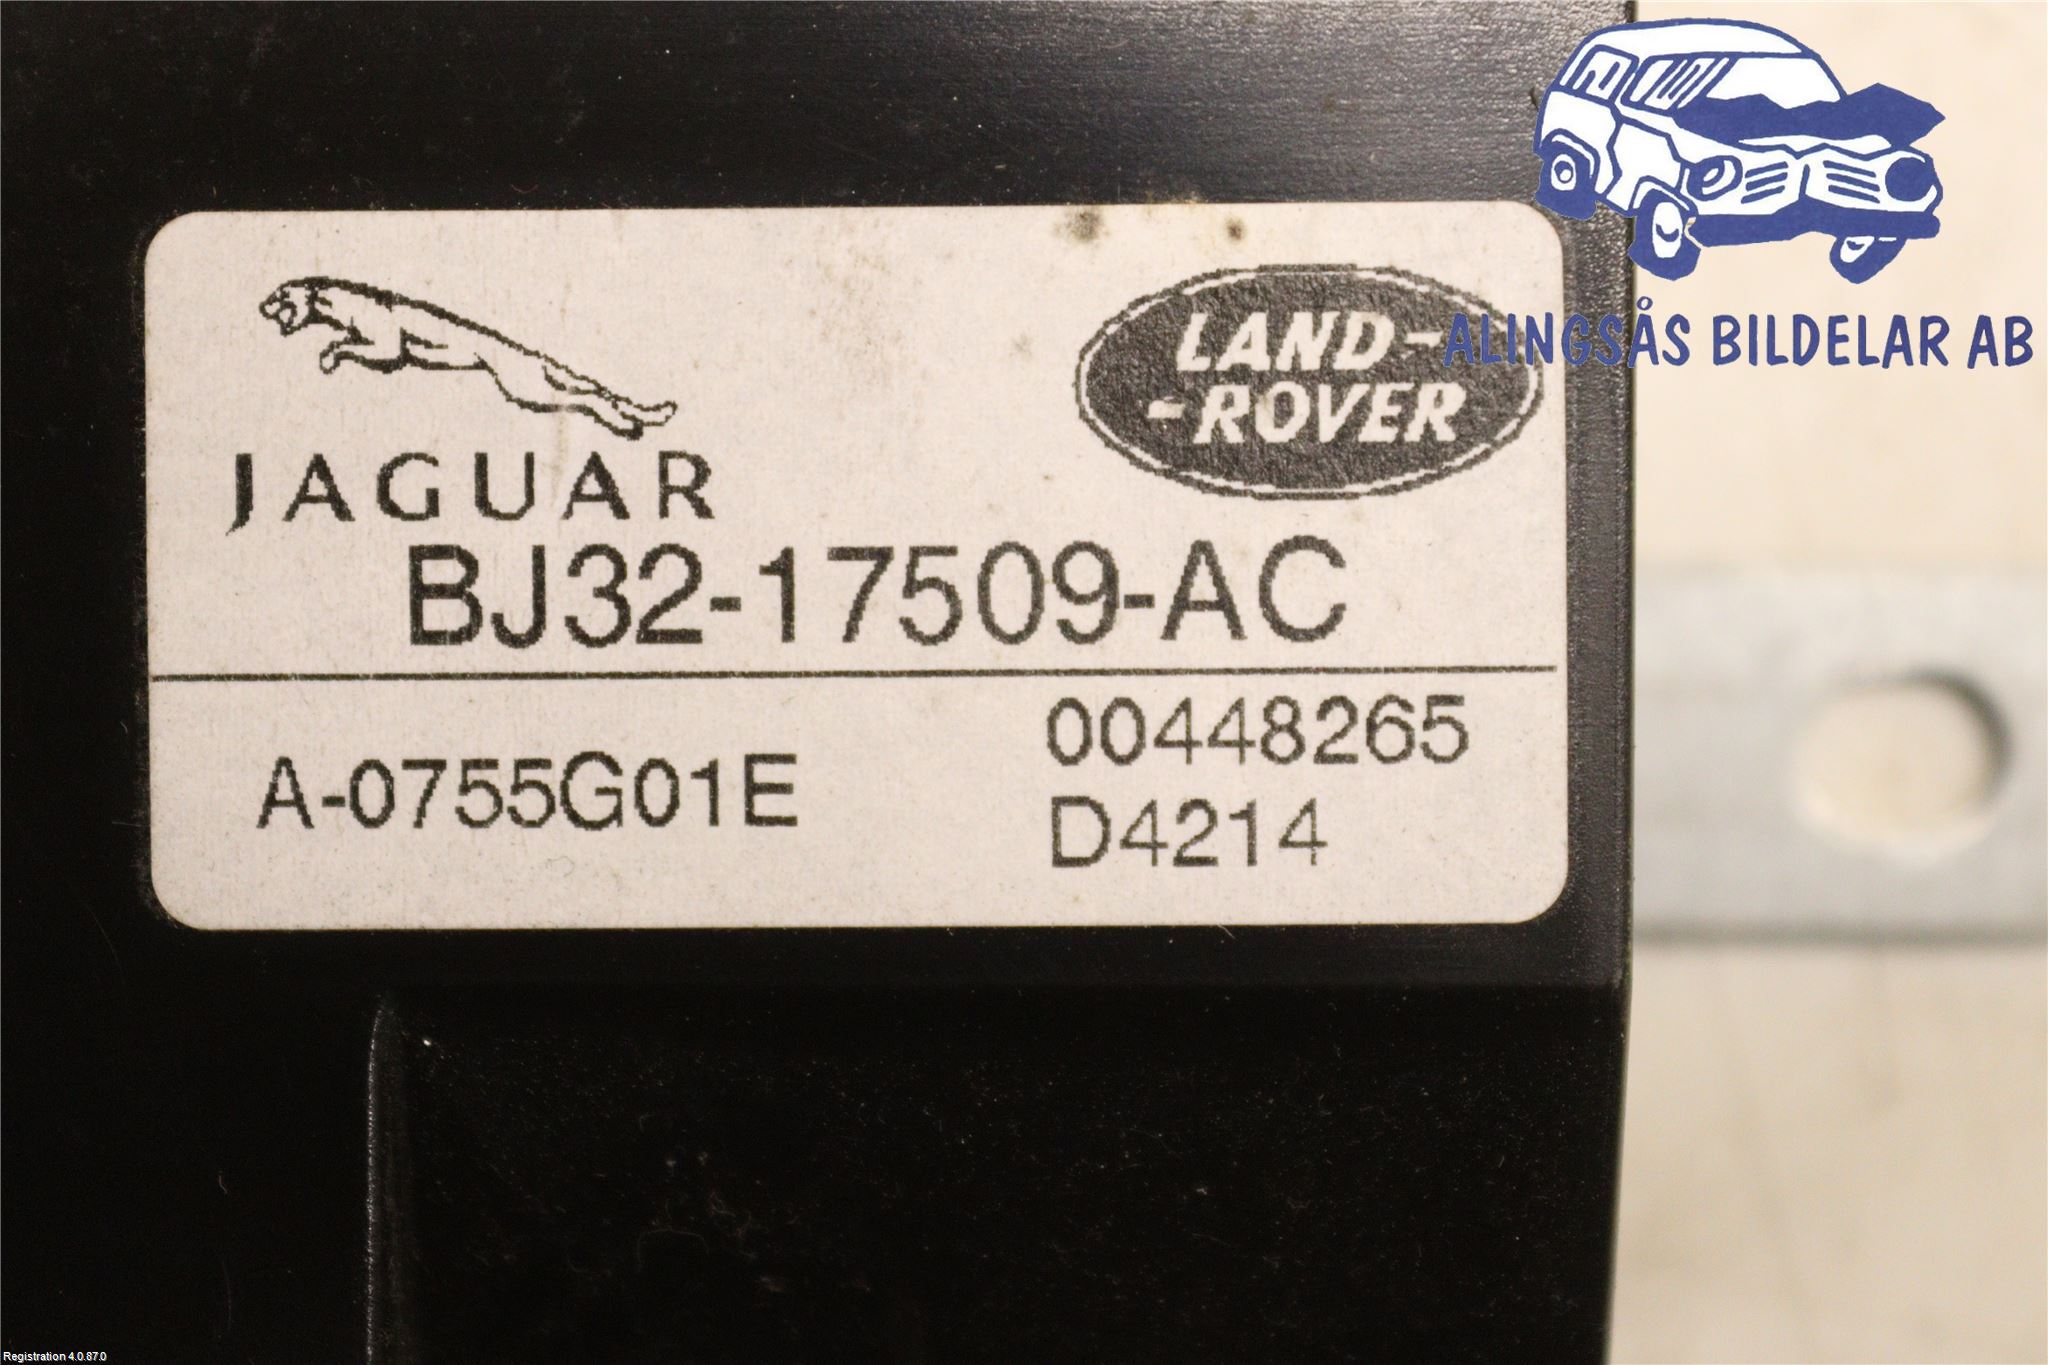 ALINGSÅS BILDELAR AB
LAND-
-ROVER
JAGUAR
BJ32-17509-AC
A-0755G01E
00448265
D4214
Registration 4.0.87.0